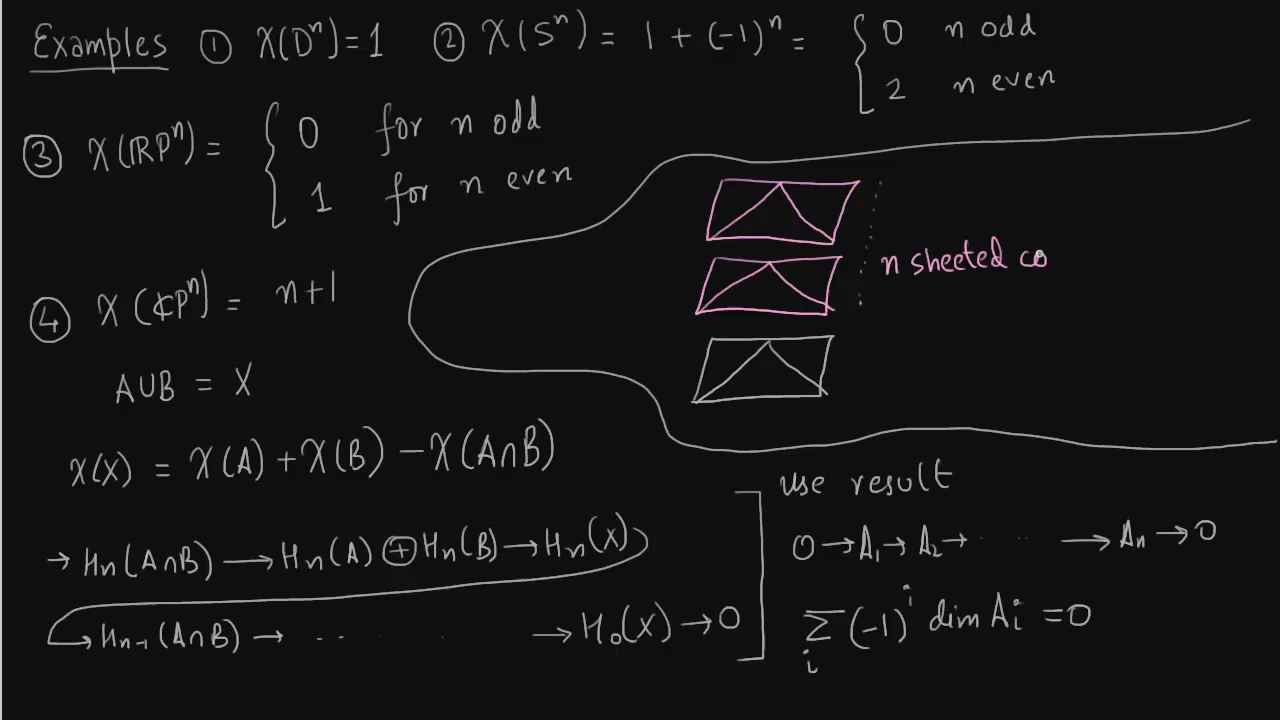 Examples ① χ(Dⁿ)=1 ② χ(Sⁿ) = 1 + (-1)ⁿ = { 0 n odd
2 n even
③ χ(ℝPⁿ) = { 0 for n odd
1 for n even
n sheeted co
④ χ(ℂPⁿ) = n+1
A∪B = X
χ(X) = χ(A) + χ(B) − χ(A∩B)
use result
→ Hn(A∩B) → Hn(A) ⊕ Hn(B) → Hn(X)
0 → A₁ → A₂ → ... → An → 0
→ Hn-1(A∩B) → ... → H₀(X) → 0
Σᵢ (-1)ⁱ dim Aᵢ = 0